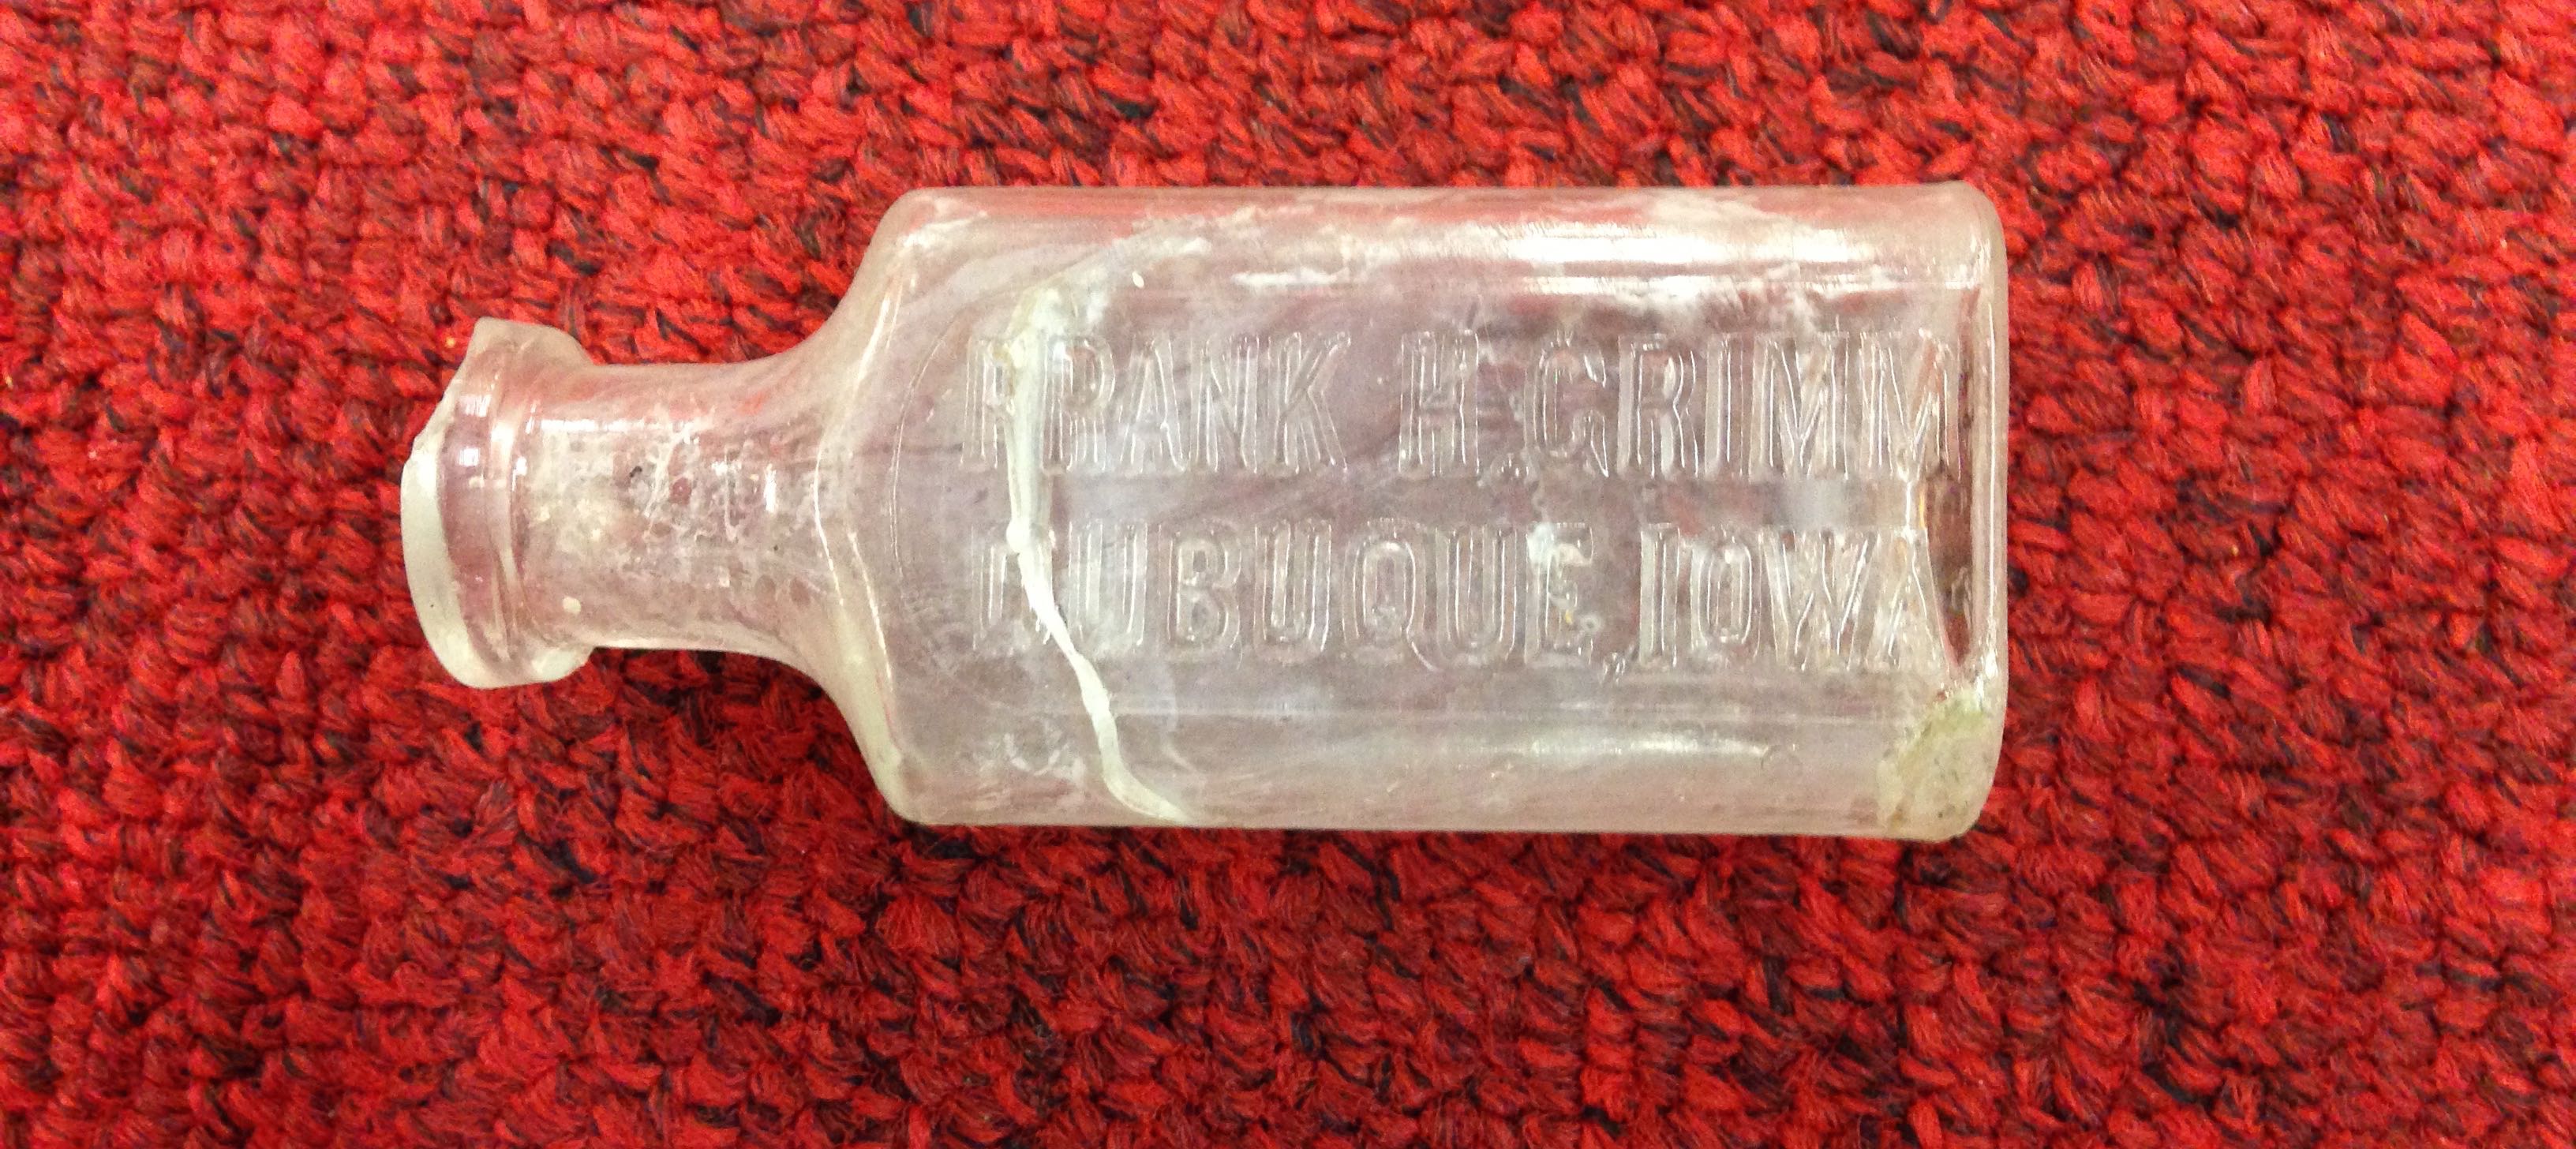 FRANK H. GRIMM
DUBUQUE, IOWA